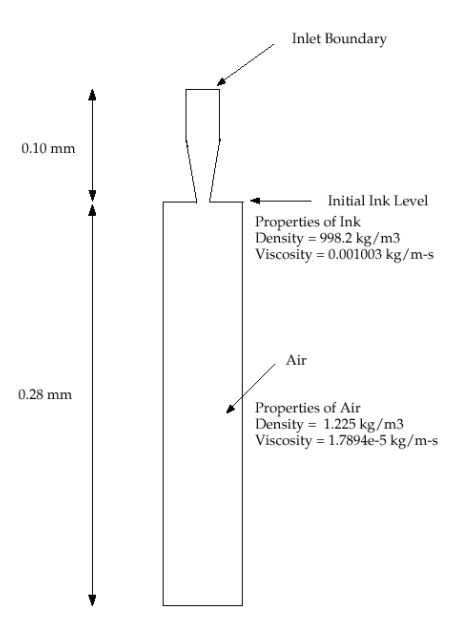 Inlet Boundary
0.10 mm
Initial Ink Level
Properties of Ink
Density = 998.2 kg/m3
Viscosity = 0.001003 kg/m-s
Air
0.28 mm
Properties of Air
Density = 1.225 kg/m3
Viscosity = 1.7894e-5 kg/m-s